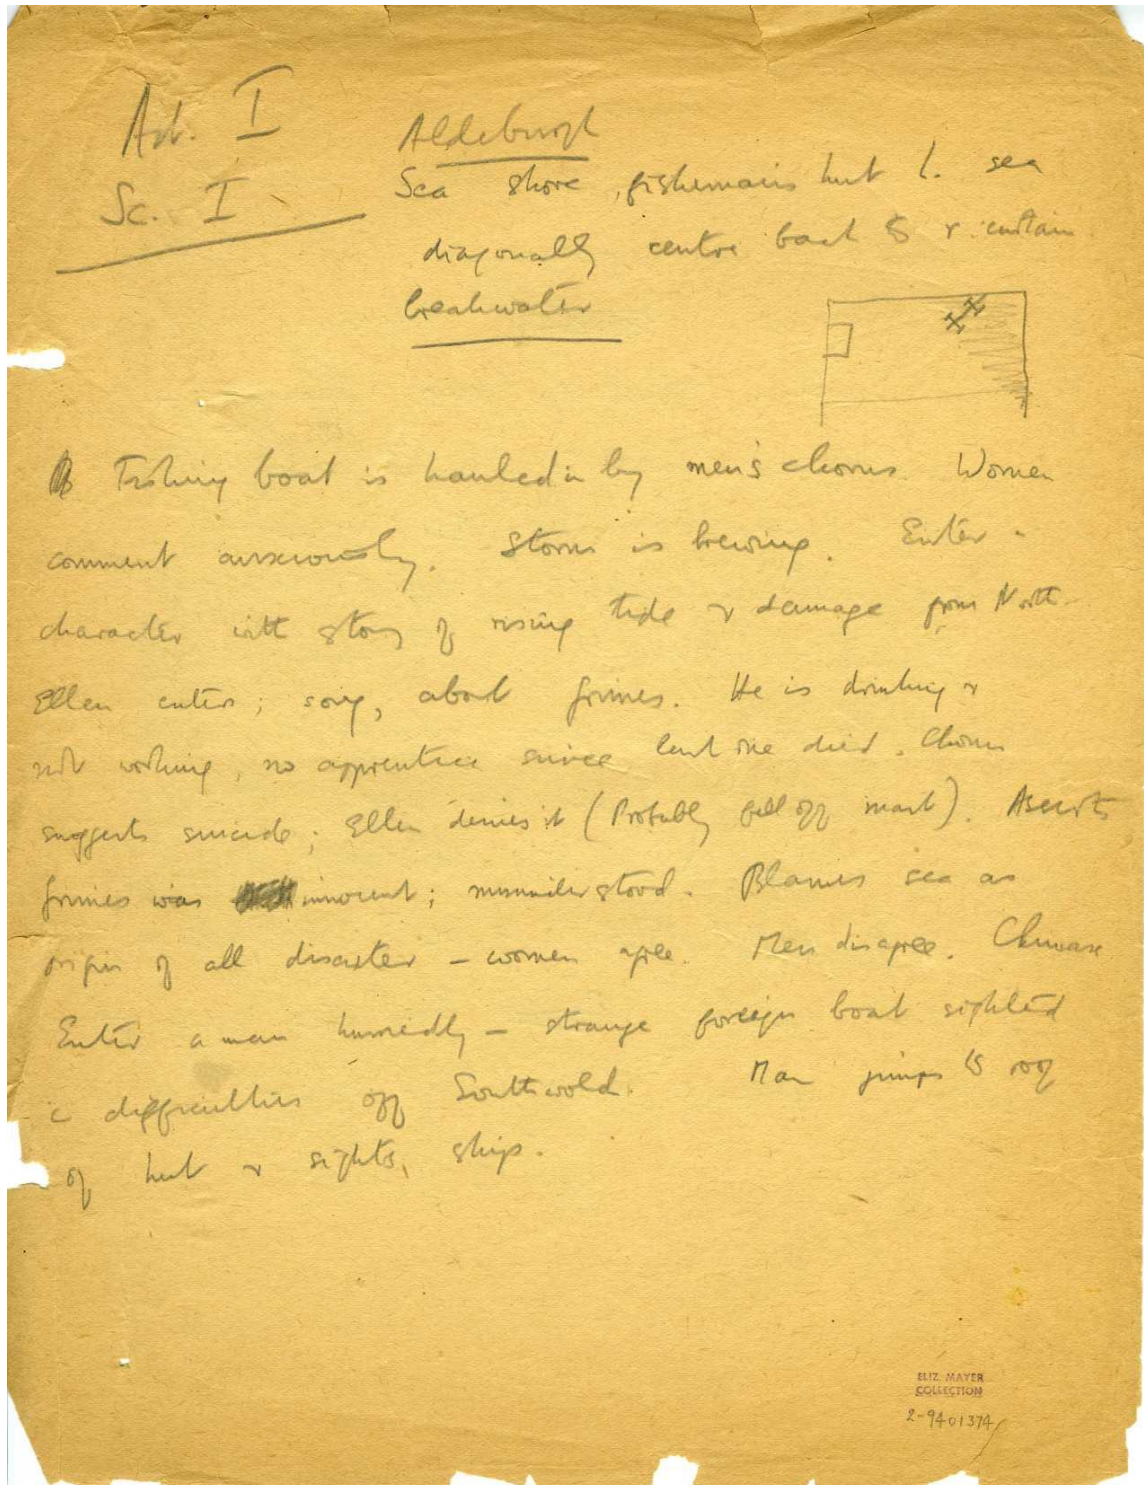 Act. I
Sc. I
Aldeburgh
Sea shore, fisherman's hut l. sea
diagonally centre back to r. curtain.
breakwater
Fishing boat is hauled in by men's chorus. Women
comment anxiously. Storm is brewing. Enter a
character with story of rising tide & damage from North.
Ellen enters; song, about Grimes. He is drinking &
not working, no apprentice since last one died. Chorus
suggests suicide; Ellen denies it (Probably fell off mast). Asserts
Grimes was innocent; misunderstood. Blames sea as
origin of all disaster – women agree. Men disagree.
Enter a man hurriedly – strange foreign boat sighted
in difficulties off Southwold. Man jumps to roof
of hut & sights, ship.
ELIZ. MAYER
COLLECTION
2-9401374